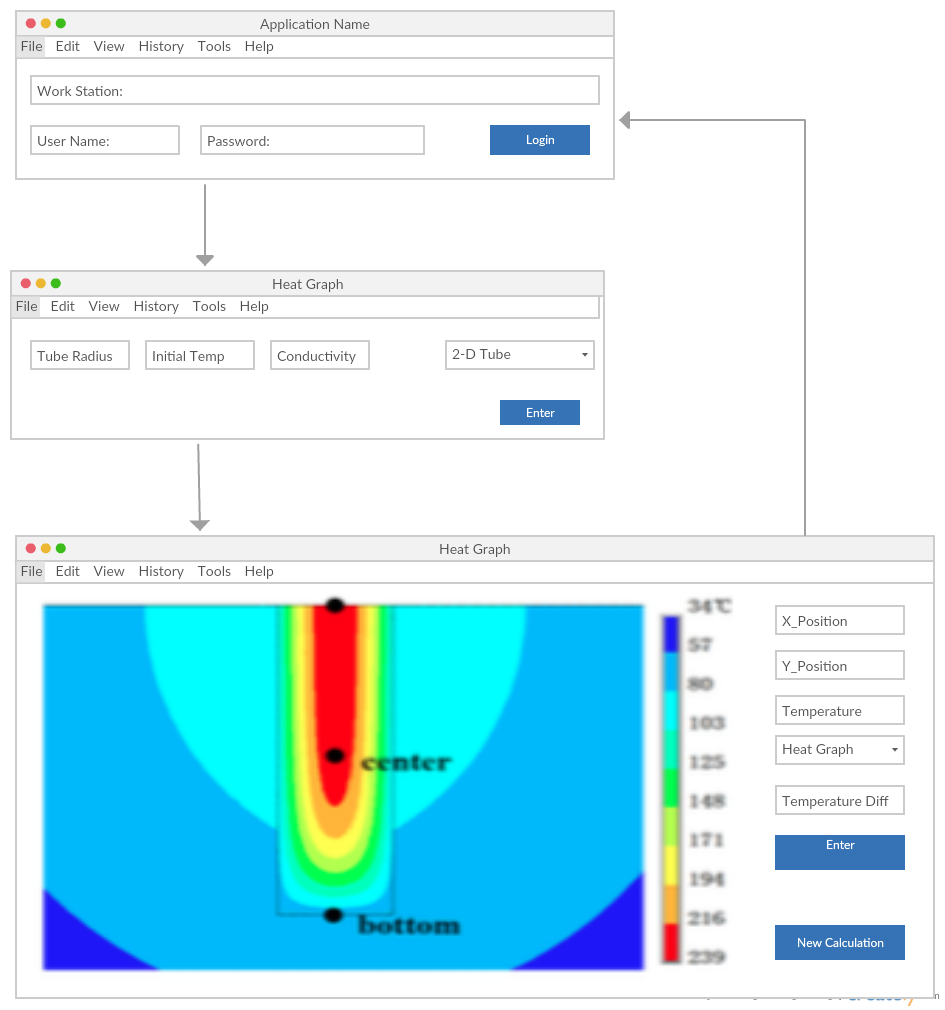 Application Name
File Edit View History Tools Help
Work Station:
User Name: Password: Login
Heat Graph
File Edit View History Tools Help
Tube Radius Initial Temp Conductivity 2-D Tube
Enter
Heat Graph
File Edit View History Tools Help
34℃
57
80
103
125
148
171
194
216
239
center
bottom
X_Position
Y_Position
Temperature
Heat Graph
Temperature Diff
Enter
New Calculation